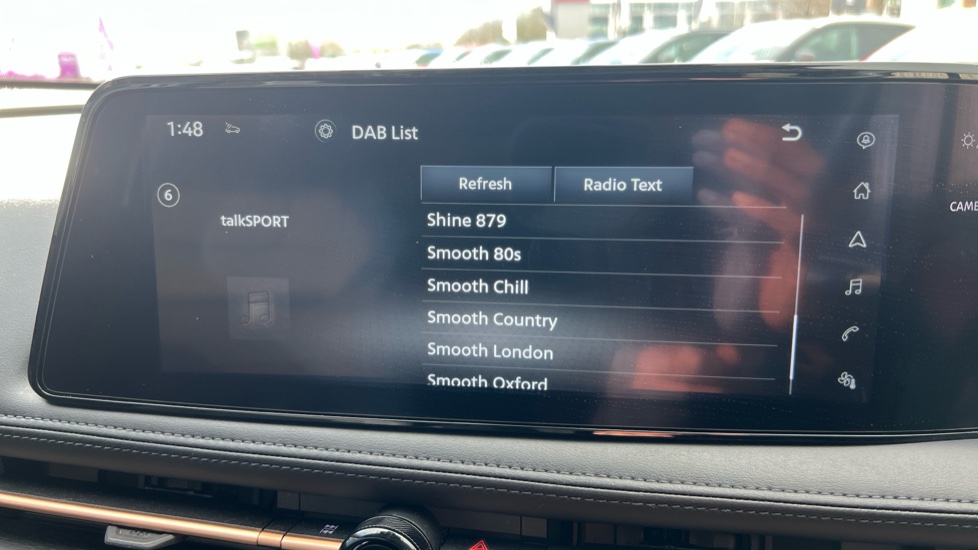 1:48
DAB List
6
talkSPORT
Refresh
Radio Text
Shine 879
Smooth 80s
Smooth Chill
Smooth Country
Smooth London
Smooth Oxford
CAME